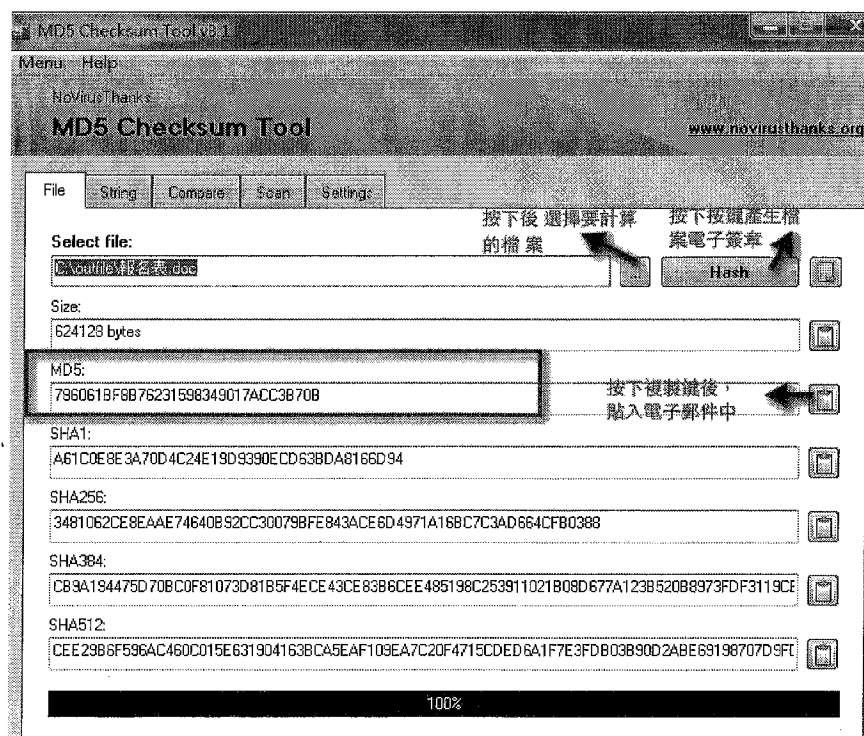 MD5 Checksum Tool v3.1
Menu Help
NoVirusThanks
MD5 Checksum Tool
www.novirusthanks.org
File String Compare Scan Settings
按下後 選擇要計算
的檔 案
按下按鍵產生檔
案電子簽章
Select file:
C:\outfile\報名表.doc
... Hash
Size:
624128 bytes
MD5:
796061BF6B76231598349017ACC3B70B
按下複製鍵後，
貼入電子郵件中
SHA1:
A61C0E8E3A70D4C24E19D9390ECD63BDA8166D94
SHA256:
3481062CE8EAAE74640B92CC30079BFE843ACE6D4971A16BC7C3AD664CFB0388
SHA384:
CB9A194475D70BC0F81073D81B5F4ECE43CE83B6CEE485198C253911021B08D677A123B520B8973FDF3119CE
SHA512:
CEE29B6F596AC460C015E631904163BCA5EAF109EA7C20F4715CDED6A1F7E3FDB03B90D2ABE69198707D9FD
100%